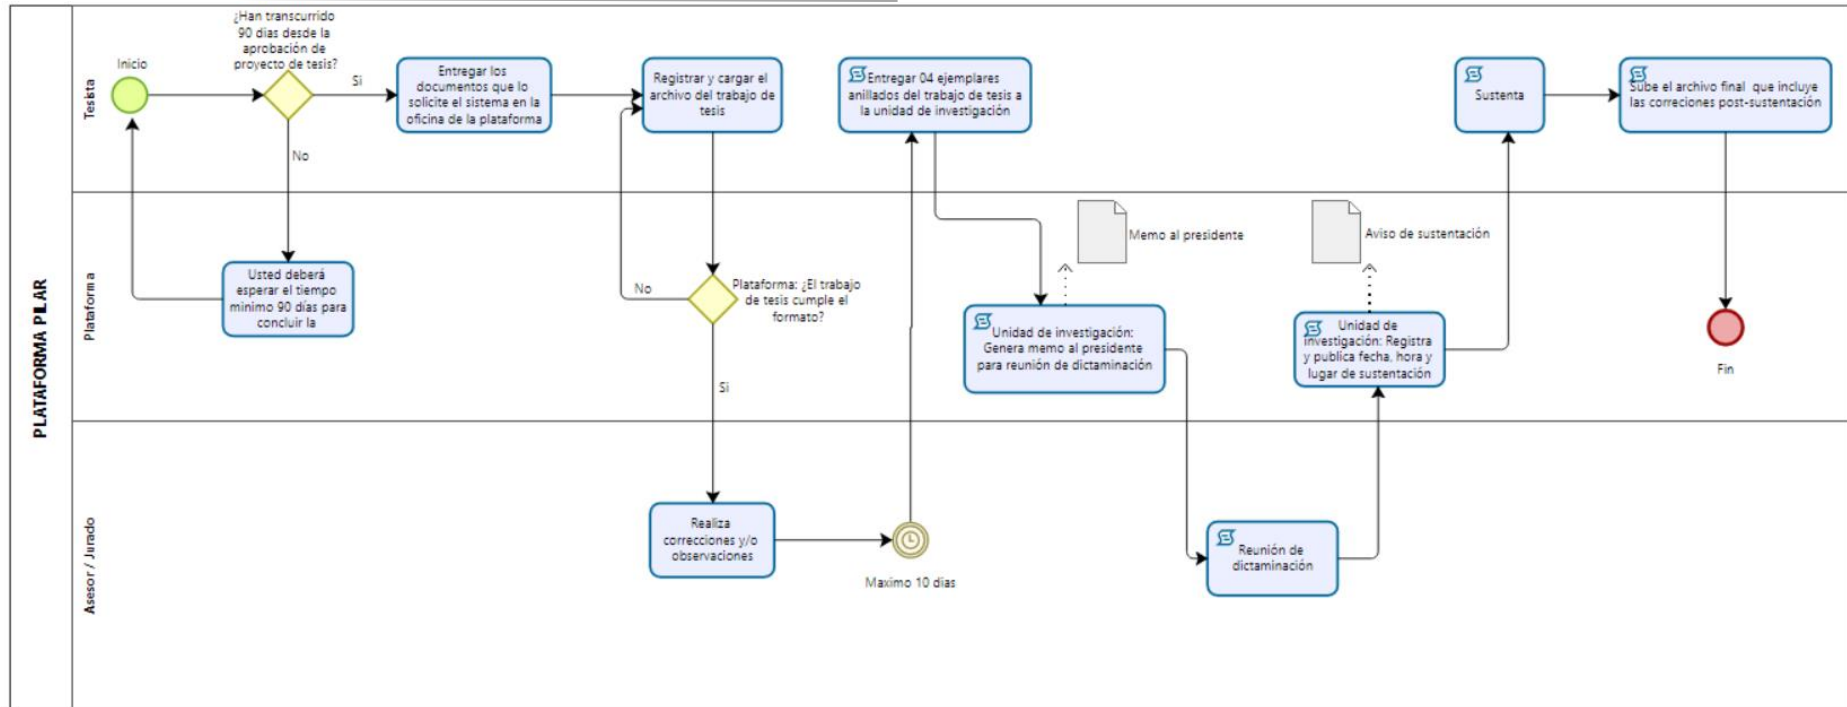 PLATAFORMA PILAR
Tesista
Inicio
¿Han transcurrido
90 dias desde la
aprobación de
proyecto de tesis?
Si
No
Entregar los
documentos que lo
solicite el sistema en la
oficina de la plataforma
Registrar y cargar el
archivo del trabajo de
tesis
Entregar 04 ejemplares
anillados del trabajo de tesis a
la unidad de investigación
Sustenta
Sube el archivo final que incluye
las correciones post-sustentación
Plataforma
Usted deberá
esperar el tiempo
minimo 90 días para
concluir la
No
Plataforma: ¿El trabajo
de tesis cumple el
formato?
Si
Memo al presidente
Unidad de investigación:
Genera memo al presidente
para reunión de dictaminación
Aviso de sustentación
Unidad de
investigación: Registra
y publica fecha, hora y
lugar de sustentación
Fin
Asesor / Jurado
Realiza
correcciones y/o
observaciones
Maximo 10 dias
Reunión de
dictaminación